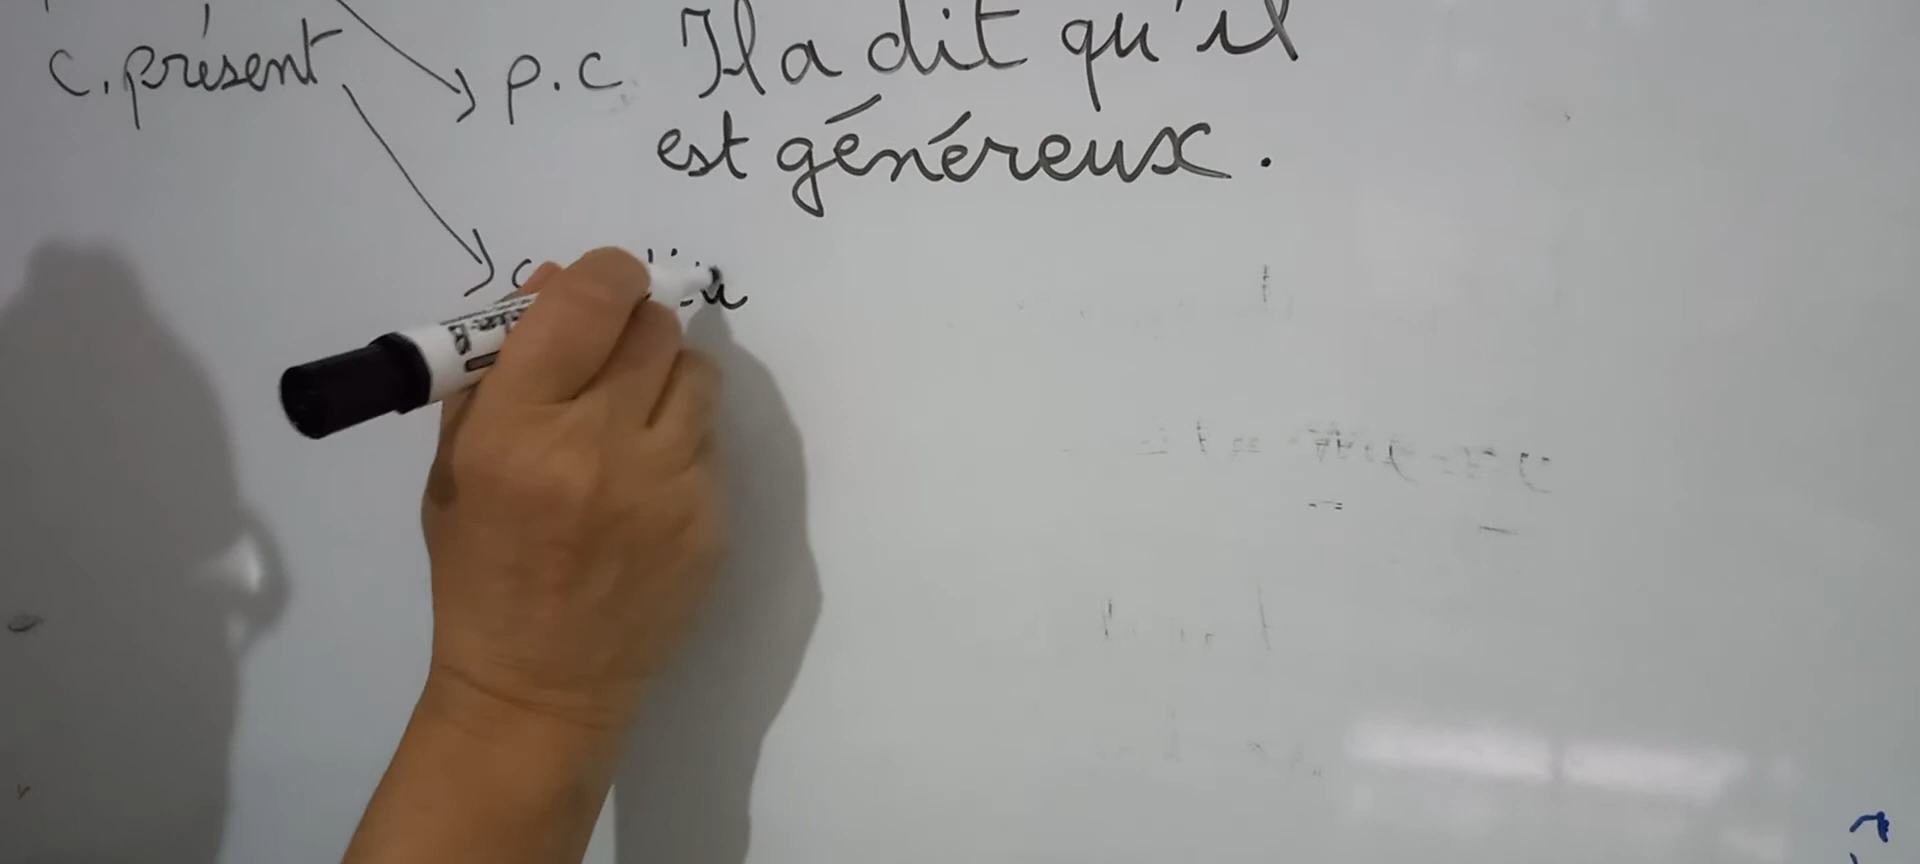 c. présent
p.c. Il a dit qu'il
est généreux.